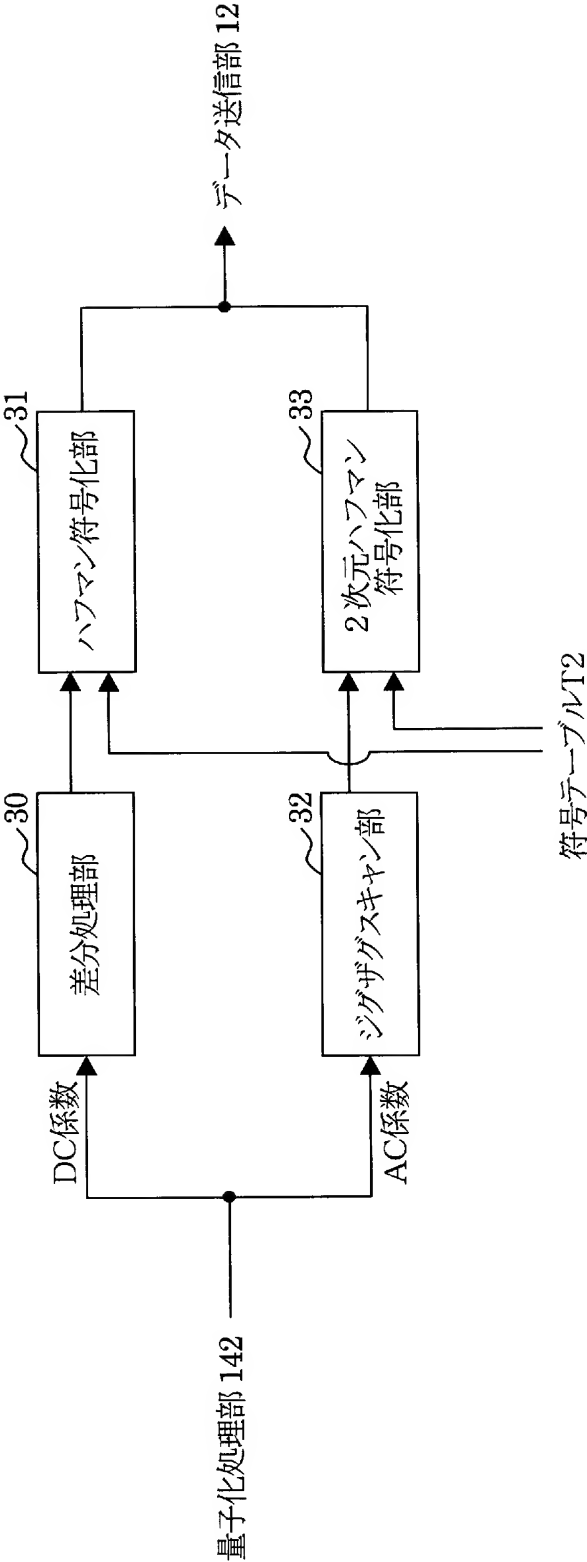 量子化処理部 142
DC係数
AC係数
30
差分処理部
32
ジグザグスキャン部
31
ハフマン符号化部
33
2次元ハフマン
符号化部
符号テーブルT2
データ送信部 12